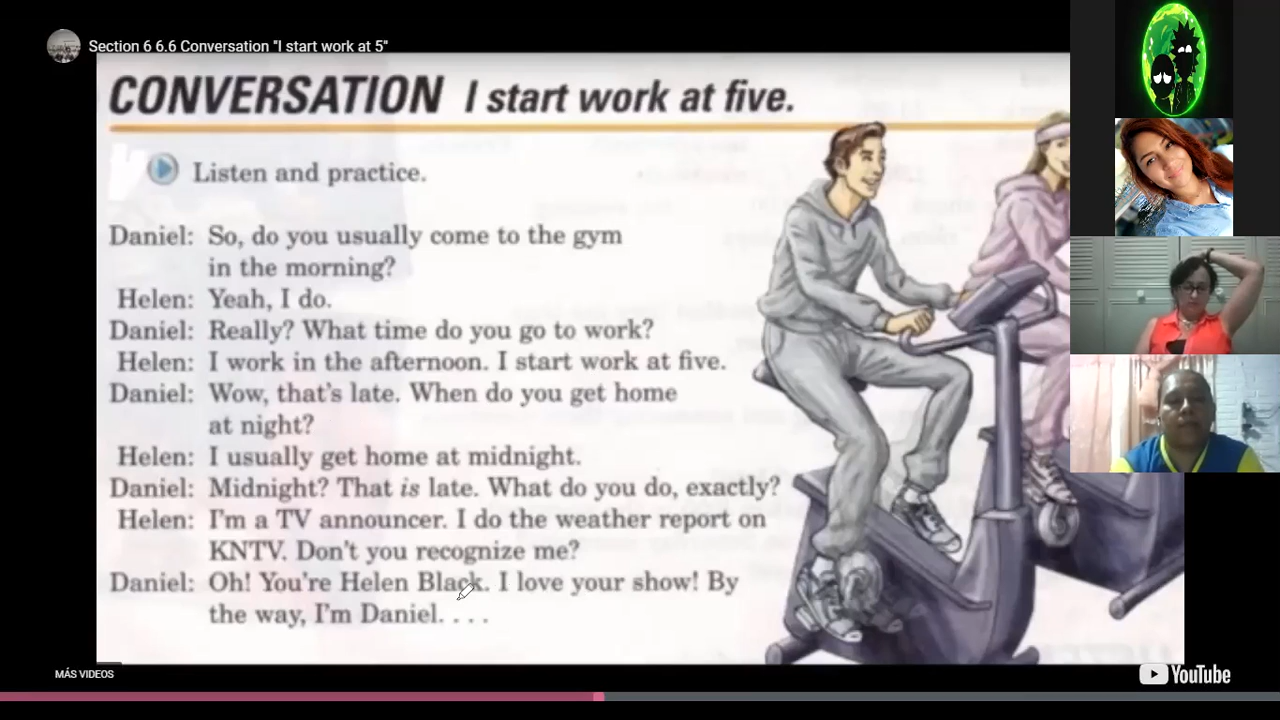 Section 6 6.6 Conversation "I start work at 5"
CONVERSATION I start work at five.
Listen and practice.
Daniel: So, do you usually come to the gym
in the morning?
Helen: Yeah, I do.
Daniel: Really? What time do you go to work?
Helen: I work in the afternoon. I start work at five.
Daniel: Wow, that's late. When do you get home
at night?
Helen: I usually get home at midnight.
Daniel: Midnight? That is late. What do you do, exactly?
Helen: I'm a TV announcer. I do the weather report on
KNTV. Don't you recognize me?
Daniel: Oh! You're Helen Black. I love your show! By
the way, I'm Daniel. . . .
MÁS VIDEOS
YouTube